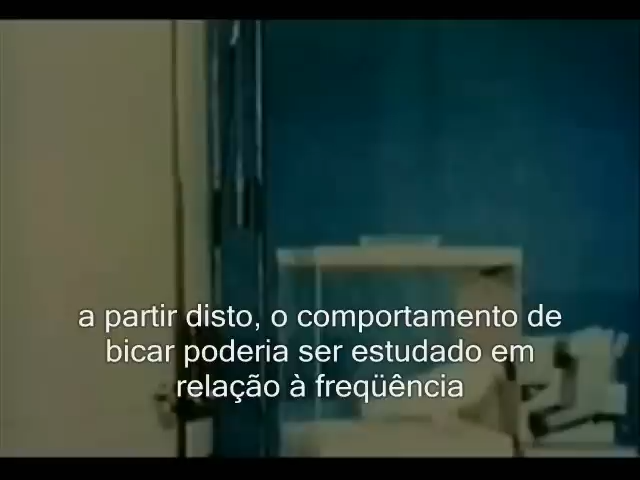 a partir disto, o comportamento de
bicar poderia ser estudado em
relação à freqüência